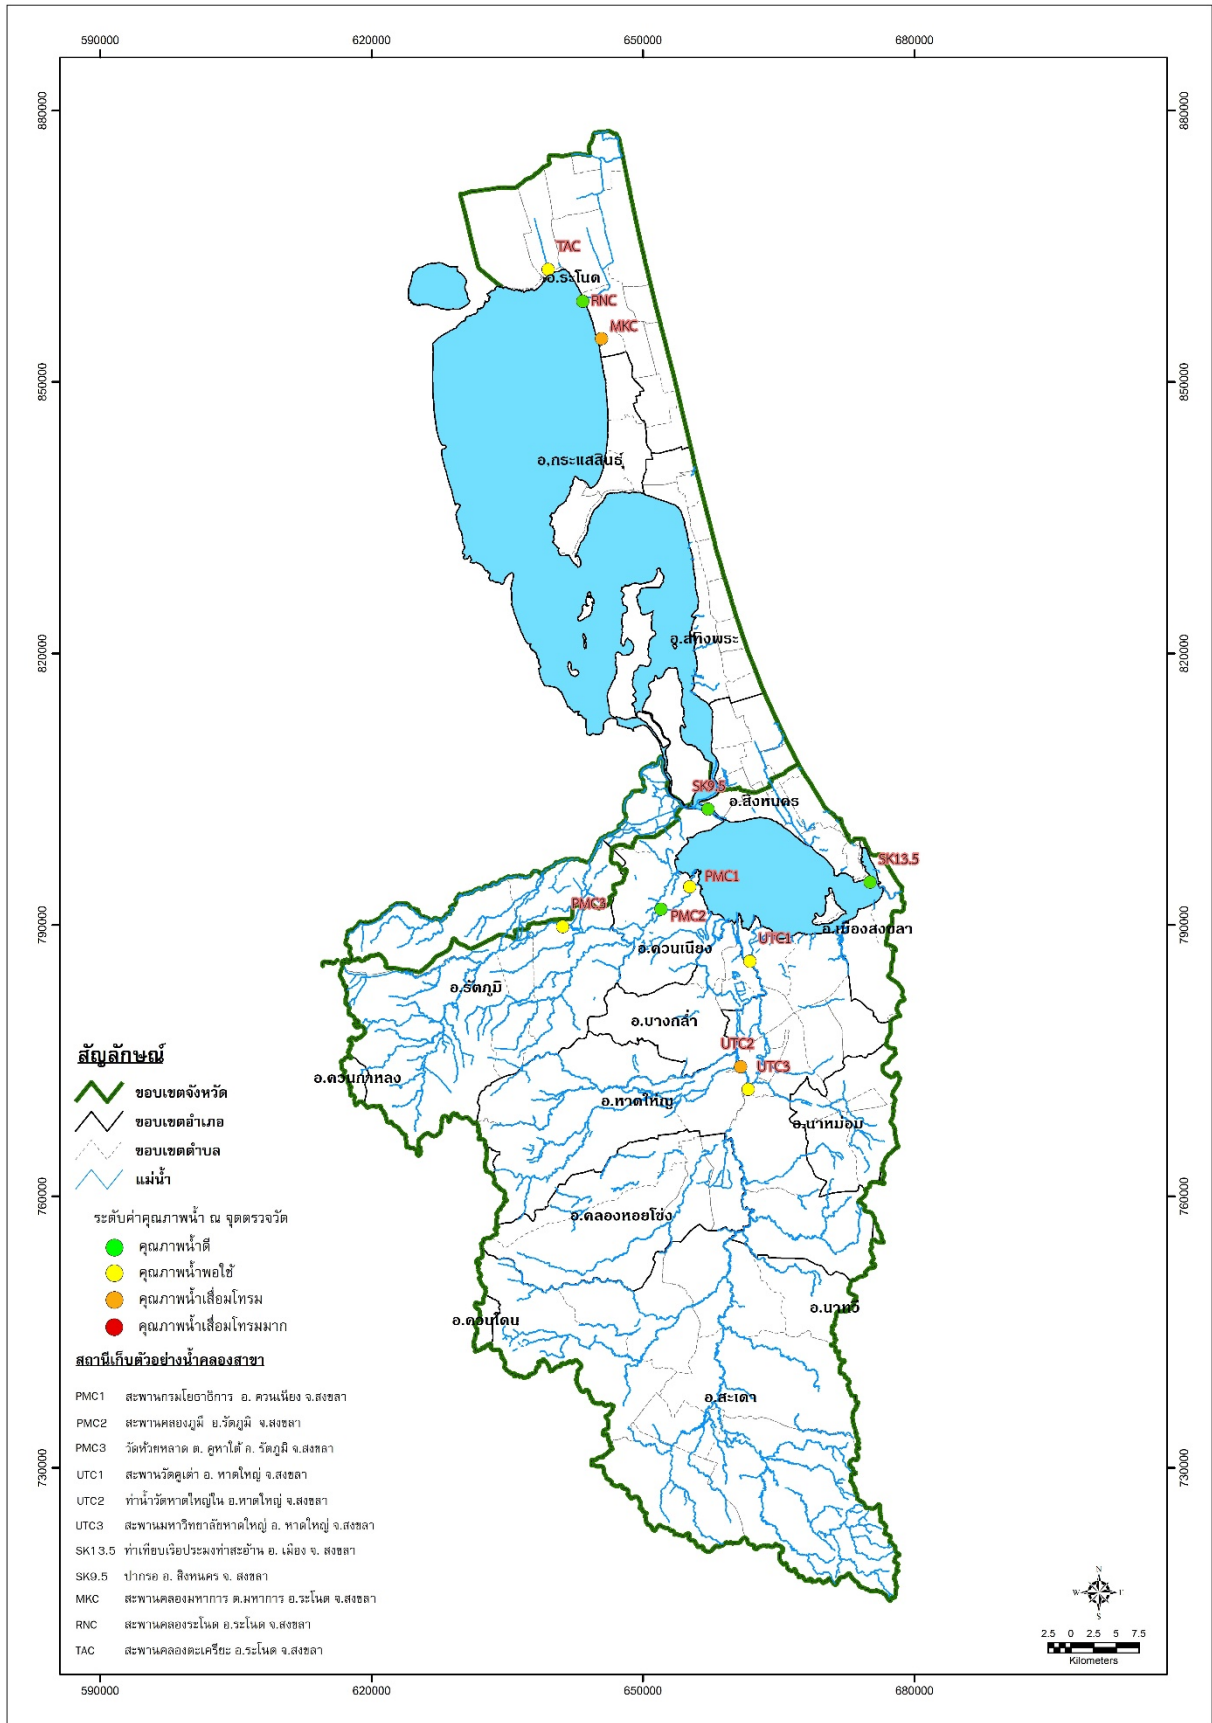 590000
620000
650000
680000
880000
880000
TAC
อ.ระโนด
RNC
MKC
850000
850000
อ.กระแสสินธุ์
820000
820000
อ.สทิงพระ
SK9.5
อ.สิงหนคร
SK13.5
PMC1
PMC3
PMC2
790000
790000
อ.เมืองสงขลา
UTC1
อ.ควนเนียง
อ.รัตภูมิ
อ.บางกล่ำ
UTC2
UTC3
อ.ควนกาหลง
อ.หาดใหญ่
อ.นาหม่อม
760000
760000
อ.คลองหอยโข่ง
อ.นาทวี
อ.ควนโดน
อ.สะเดา
730000
730000
สัญลักษณ์
ขอบเขตจังหวัด
ขอบเขตอำเภอ
ขอบเขตตำบล
แม่น้ำ
ระดับค่าคุณภาพน้ำ ณ จุดตรวจวัด
คุณภาพน้ำดี
คุณภาพน้ำพอใช้
คุณภาพน้ำเสื่อมโทรม
คุณภาพน้ำเสื่อมโทรมมาก
สถานีเก็บตัวอย่างน้ำคลองสาขา
PMC1 สะพานกรมโยธาธิการ อ. ควนเนียง จ.สงขลา
PMC2 สะพานคลองภูมี อ.รัตภูมิ จ.สงขลา
PMC3 วัดห้วยหลาด ต. คูหาใต้ อ. รัตภูมิ จ.สงขลา
UTC1 สะพานวัดคูเต่า อ. หาดใหญ่ จ.สงขลา
UTC2 ท่าน้ำวัดหาดใหญ่ใน อ.หาดใหญ่ จ.สงขลา
UTC3 สะพานมหาวิทยาลัยหาดใหญ่ อ. หาดใหญ่ จ.สงขลา
SK13.5 ท่าเทียบเรือประมงท่าสะอ้าน อ. เมือง จ. สงขลา
SK9.5 ปากรอ อ. สิงหนคร จ. สงขลา
MKC สะพานคลองมหาการ ต.มหาการ อ.ระโนด จ.สงขลา
RNC สะพานคลองระโนด อ.ระโนด จ.สงขลา
TAC สะพานคลองตะเครียะ อ.ระโนด จ.สงขลา
N
W
S
2.5 0 2.5 5 7.5
Kilometers
590000
620000
650000
680000